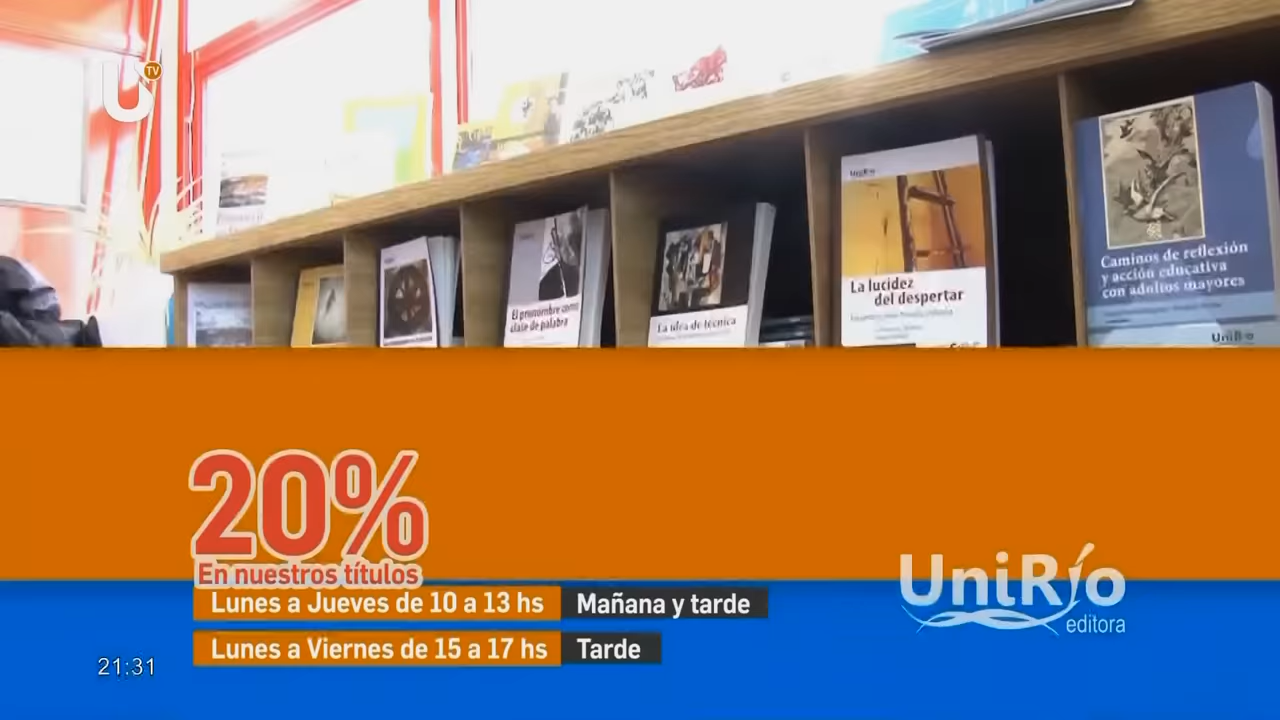 U TV
UniRío
El pronombre como
clase de palabra
La idea de técnica
La lucidez
del despertar
Caminos de reflexión
y acción educativa
con adultos mayores
UniRío
20%
En nuestros títulos
Lunes a Jueves de 10 a 13 hs Mañana y tarde
Lunes a Viernes de 15 a 17 hs Tarde
UniRío
editora
21:31